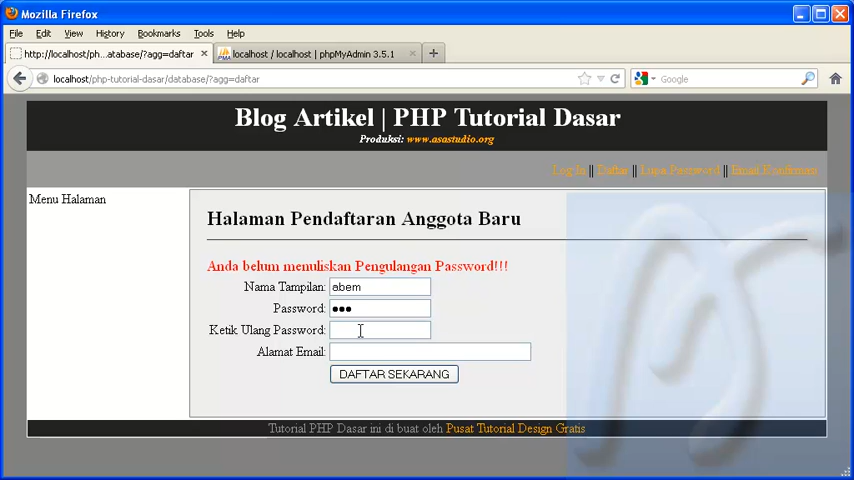 Mozilla Firefox
File Edit View History Bookmarks Tools Help
http://localhost/ph...atabase/?agg=daftar
PMA localhost / localhost | phpMyAdmin 3.5.1
localhost/php-tutorial-dasar/database/?agg=daftar
Google
Blog Artikel | PHP Tutorial Dasar
Produksi: www.asastudio.org
Log In || Daftar || Lupa Password || Email Konfirmasi
Menu Halaman
Halaman Pendaftaran Anggota Baru
Anda belum menuliskan Pengulangan Password!!!
Nama Tampilan: abem
Password: ●●●
Ketik Ulang Password:
Alamat Email:
DAFTAR SEKARANG
Tutorial PHP Dasar ini di buat oleh Pusat Tutorial Design Gratis